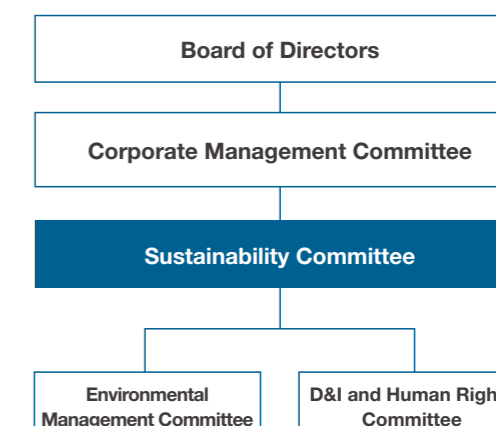 Board of Directors
Corporate Management Committee
Sustainability Committee
Environmental
Management Committee
D&I and Human
Committee